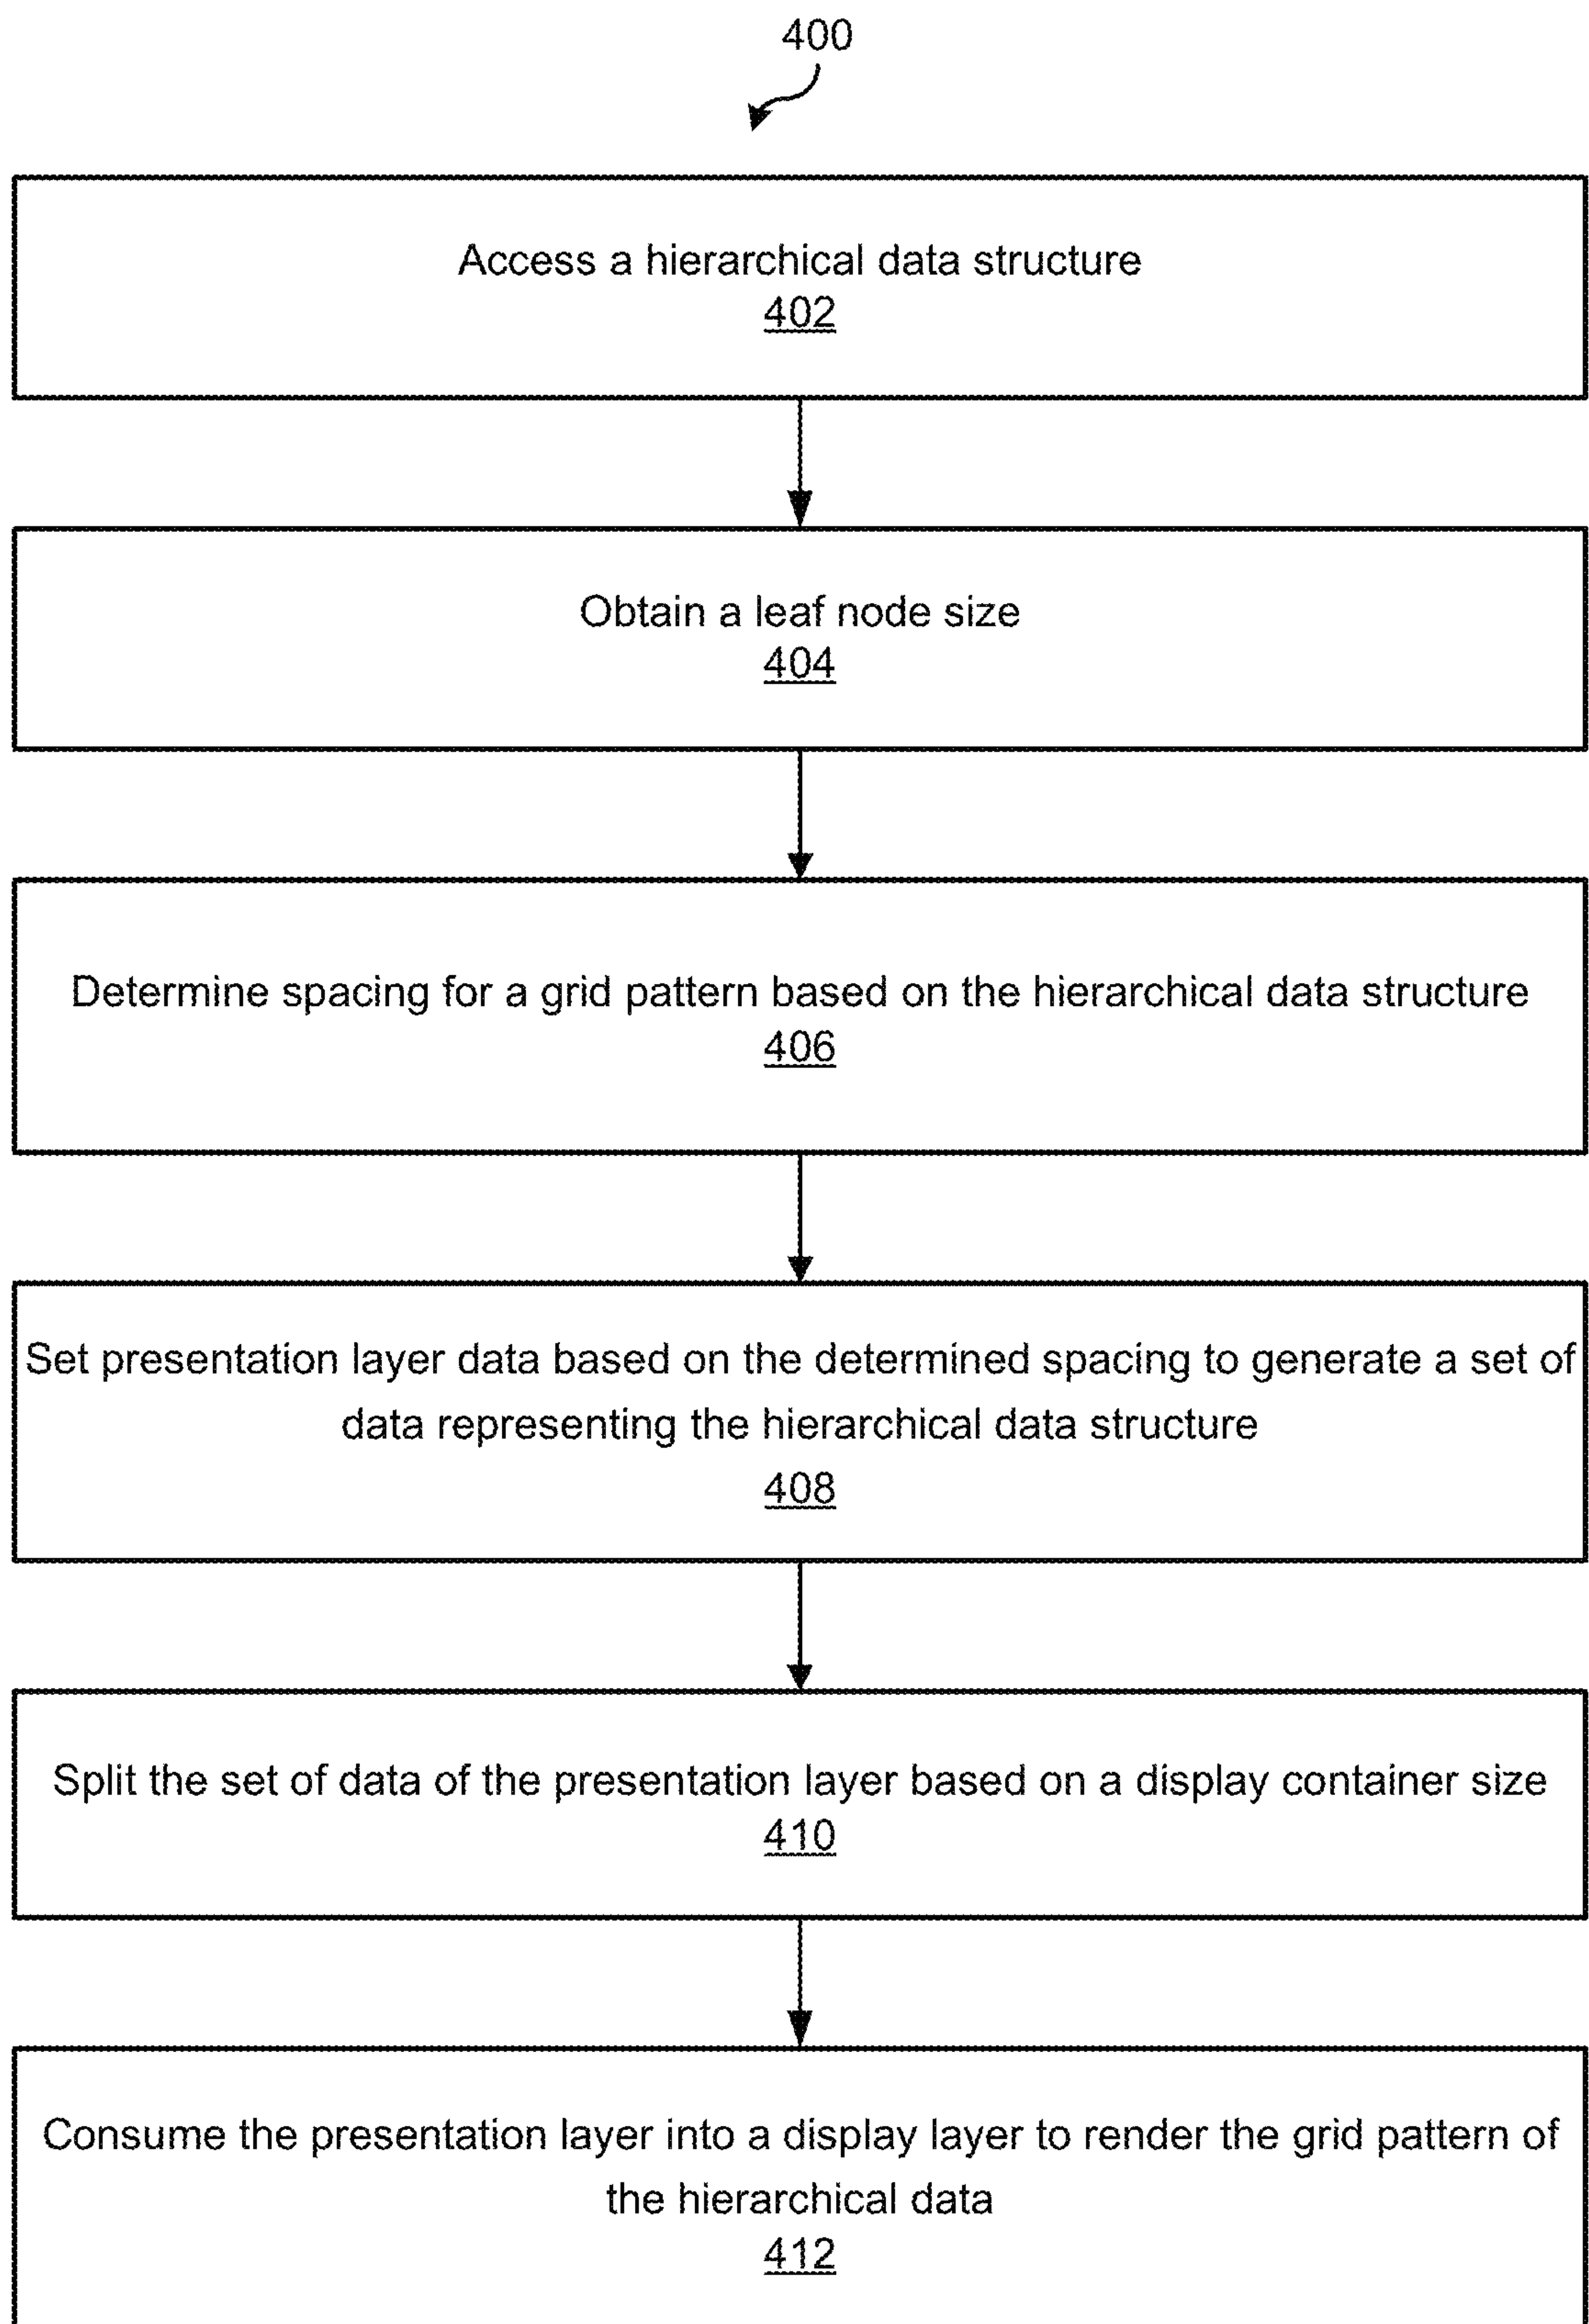 400
Access a hierarchical data structure
402
Obtain a leaf node size
404
Determine spacing for a grid pattern based on the hierarchical data structure
406
Set presentation layer data based on the determined spacing to generate a set of
data representing the hierarchical data structure
408
Split the set of data of the presentation layer based on a display container size
410
Consume the presentation layer into a display layer to render the grid pattern of
the hierarchical data
412